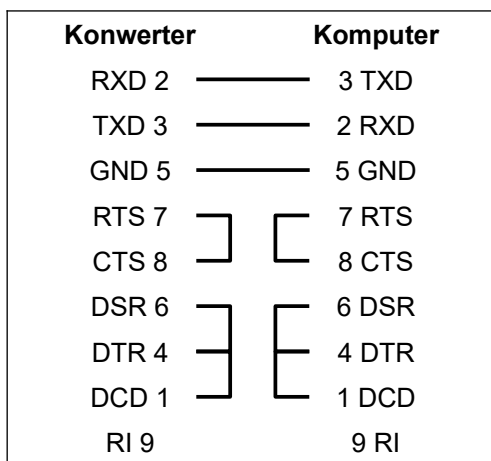 Konwerter Komputer
RXD 2 3 TXD
TXD 3 2 RXD
GND 5 5 GND
RTS 7 7 RTS
CTS 8 8 CTS
DSR 6 6 DSR
DTR 4 4 DTR
DCD 1 1 DCD
RI 9 9 RI